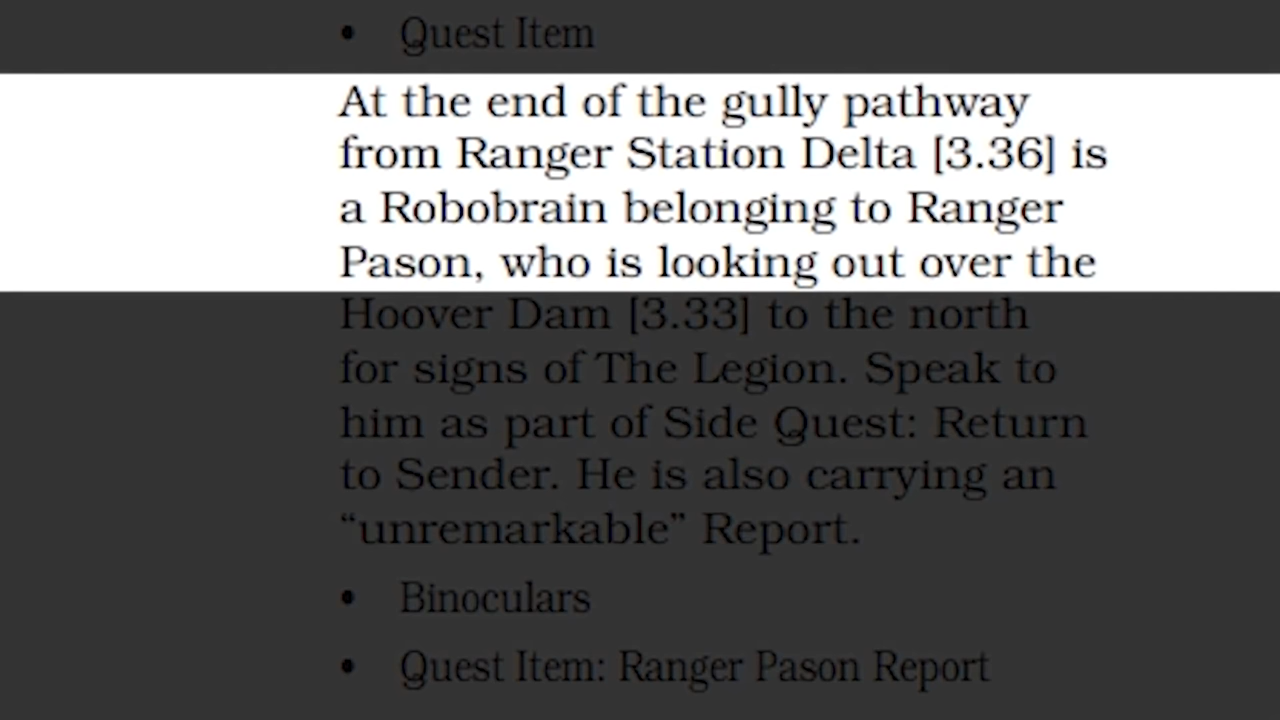 • Quest Item
At the end of the gully pathway
from Ranger Station Delta [3.36] is
a Robobrain belonging to Ranger
Pason, who is looking out over the
Hoover Dam [3.33] to the north
for signs of The Legion. Speak to
him as part of Side Quest: Return
to Sender. He is also carrying an
“unremarkable” Report.
• Binoculars
• Quest Item: Ranger Pason Report